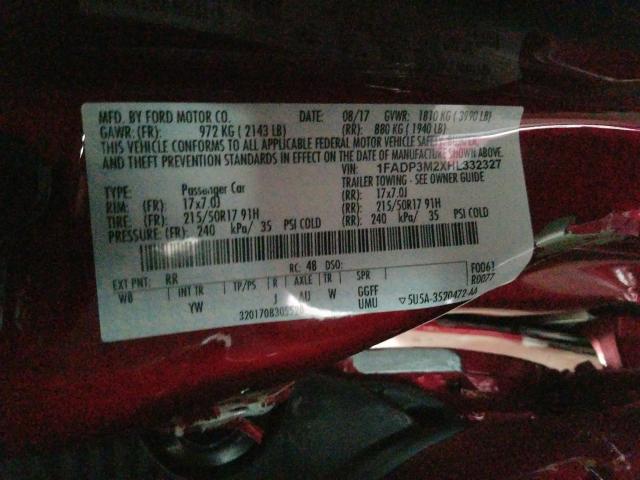 MFD. BY FORD MOTOR CO. DATE: 08/17 GVWR: 1810 KG ( 3990 LB)
GAWR: (FR): 972 KG ( 2143 LB) (RR): 880 KG ( 1940 LB)
THIS VEHICLE CONFORMS TO ALL APPLICABLE FEDERAL MOTOR VEHICLE SAFETY
AND THEFT PREVENTION STANDARDS IN EFFECT ON THE DATE OF MANUFACTURE SHOWN ABOVE.
VIN: 1FADP3M2XHL332327
TYPE: Passenger Car TRAILER TOWING - SEE OWNER GUIDE
RIM: (FR): 17x7.0J (RR): 17x7.0J
TIRE: (FR): 215/50R17 91H (RR): 215/50R17 91H
PRESSURE: (FR): 240 kPa/ 35 PSI COLD (RR): 240 kPa/ 35 PSI COLD
EXT PNT: RR RC: 48 DSO: F0061
WB INT TR TP/PS R AXLE TR SPR R0077
YW J AU W GGFF
UMU ▽5U5A-3520472-AA